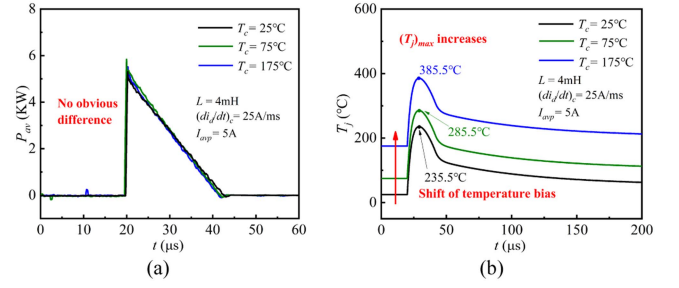 (a)
8
6
4
2
0
P_av (KW)
T_c = 25℃
T_c = 75℃
T_c = 175℃
No obvious
difference
L = 4mH
(di_d/dt)_c = 25A/ms
I_avp = 5A
0 10 20 30 40 50 60
t (μs)
(a)
(b)
600
400
200
0
T_j (℃)
(T_j)_max increases
T_c = 25℃
T_c = 75℃
T_c = 175℃
385.5℃
L = 4mH
(di_d/dt)_c = 25A/ms
I_avp = 5A
285.5℃
235.5℃
Shift of temperature bias
0 50 100 150 200
t (μs)
(b)